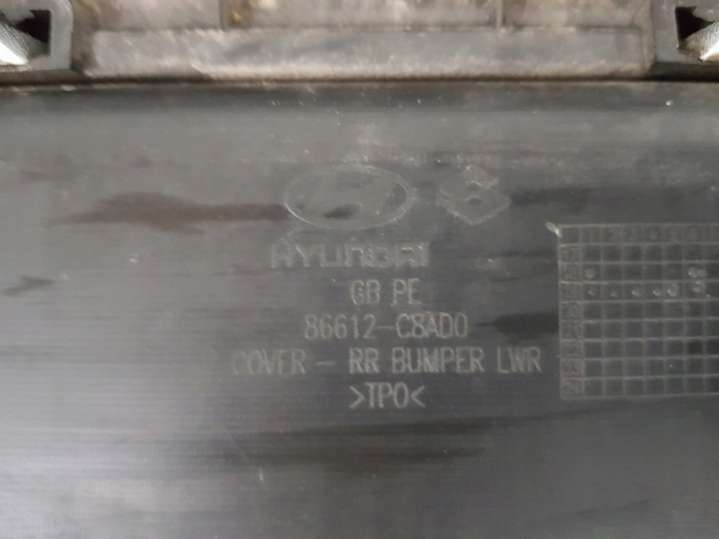 HYUNDAI
GB PE
86612-C8AD0
COVER - RR BUMPER LWR
>TPO<